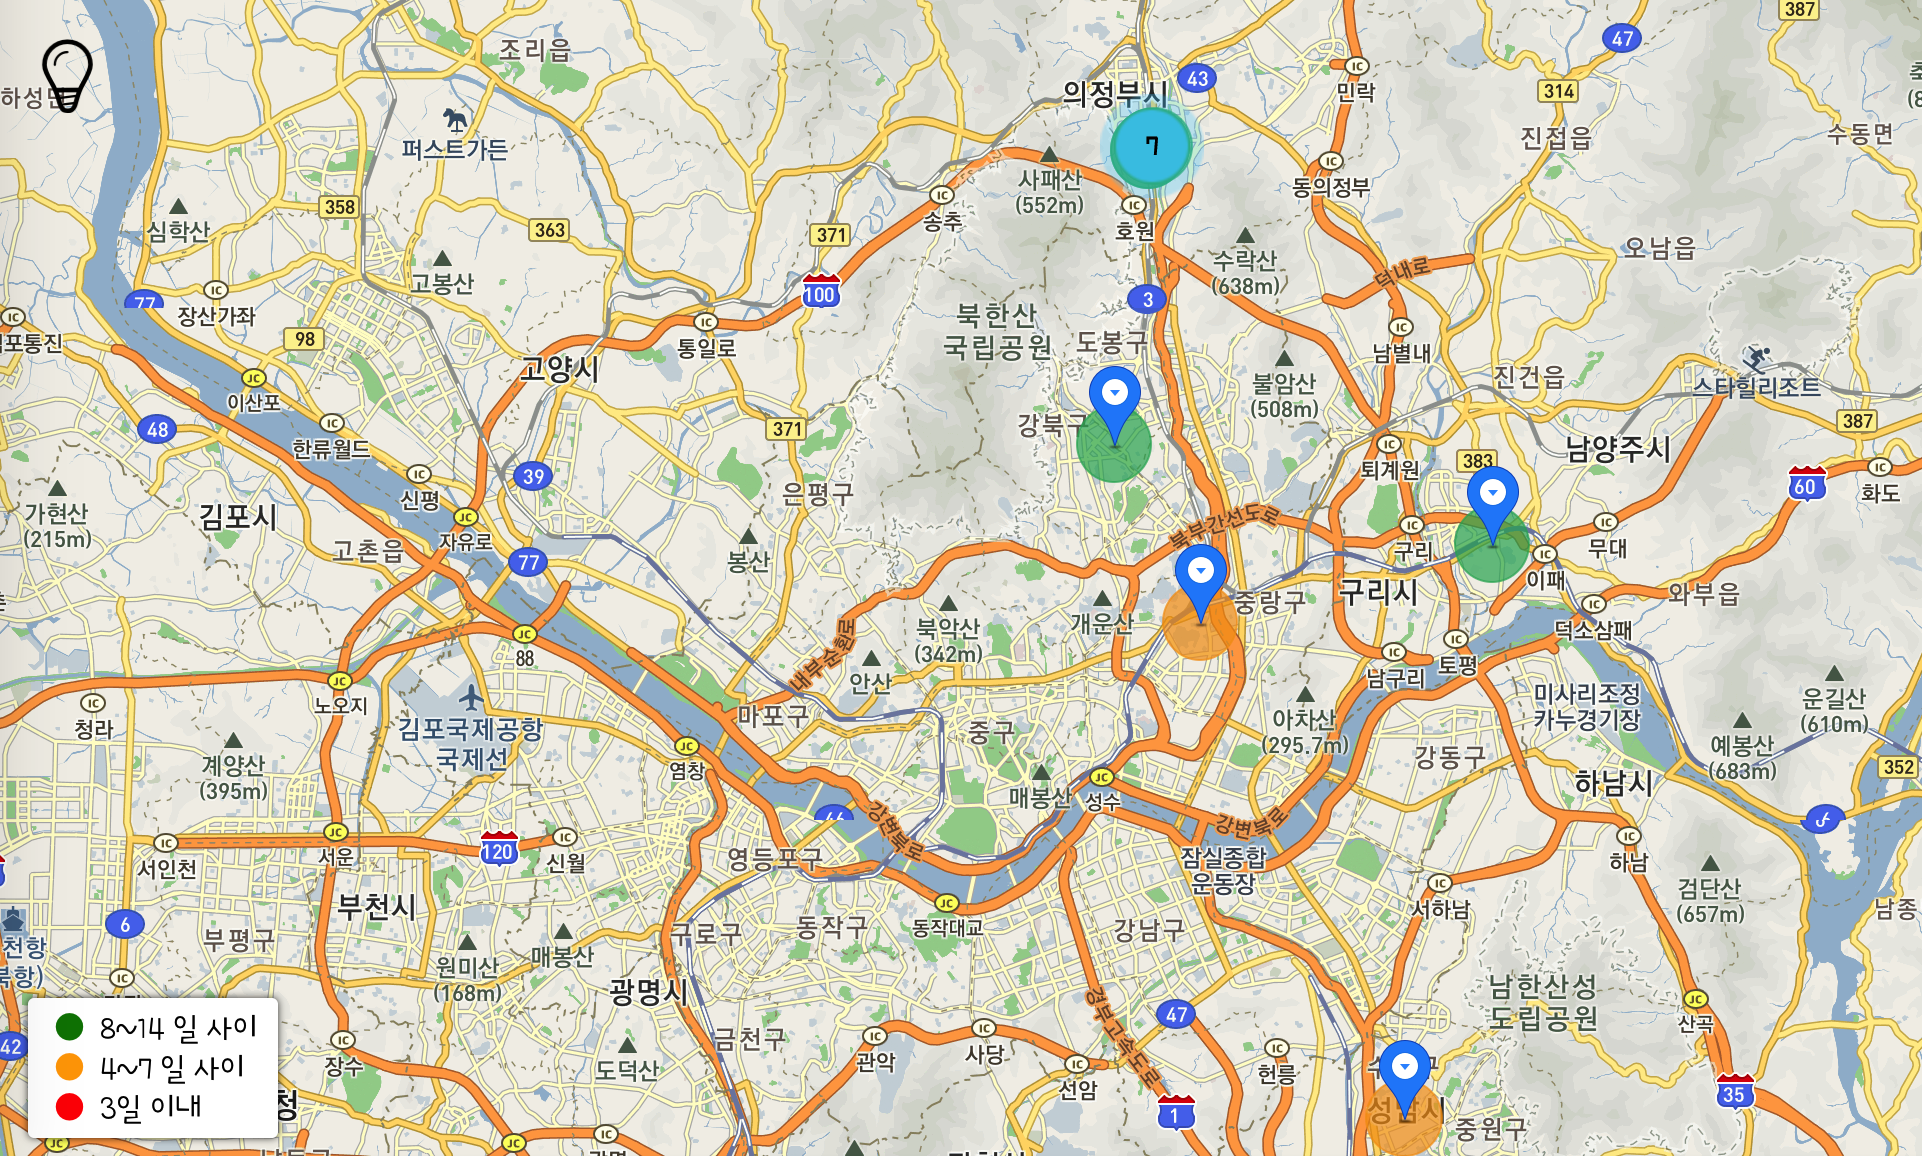 387
조리읍
47
43
의정부시
민락
314
퍼스트가든
진접읍
수동면
7
사패산
(552m)
동의정부
358
심학산
363
371
송추
호원
오남읍
수락산
(638m)
덕내로
고봉산
77
장산가좌
100
3
98
북한산
국립공원
도봉구
통일로
남별내
고양시
불암산
(508m)
진건읍
스타힐리조트
이산포
48
한류월드
371
강북구
387
남양주시
383
퇴계원
신평
39
은평구
60
화도
가현산
(215m)
김포시
자유로
고촌읍
77
봉산
북부간선도로
구리
무대
이패
구리시
와부읍
중랑구
개운산
북악산
(342m)
덕소삼패
88
내부순환로
안산
남구리
토평
노오지
청라
마포구
중구
미사리조정
카누경기장
아차산
(295.7m)
운길산
(610m)
예봉산
(683m)
352
김포국제공항
국제선
계양산
(395m)
염창
강동구
하남시
매봉산
성수
강변북로
강변북로
서인천
서운
120
신월
영등포구
잠실종합
운동장
하남
검단산
(657m)
부천시
6
부평구
원미산
(168m)
매봉산
구로구
동작구
동작대교
강남구
서하남
광명시
남한산성
도립공원
산곡
경부고속도로
47
금천구
관악
사당
선암
헌릉
42
장수
도덕산
35
1
성남시
중원구
8~14 일 사이
4~7 일 사이
3일 이내